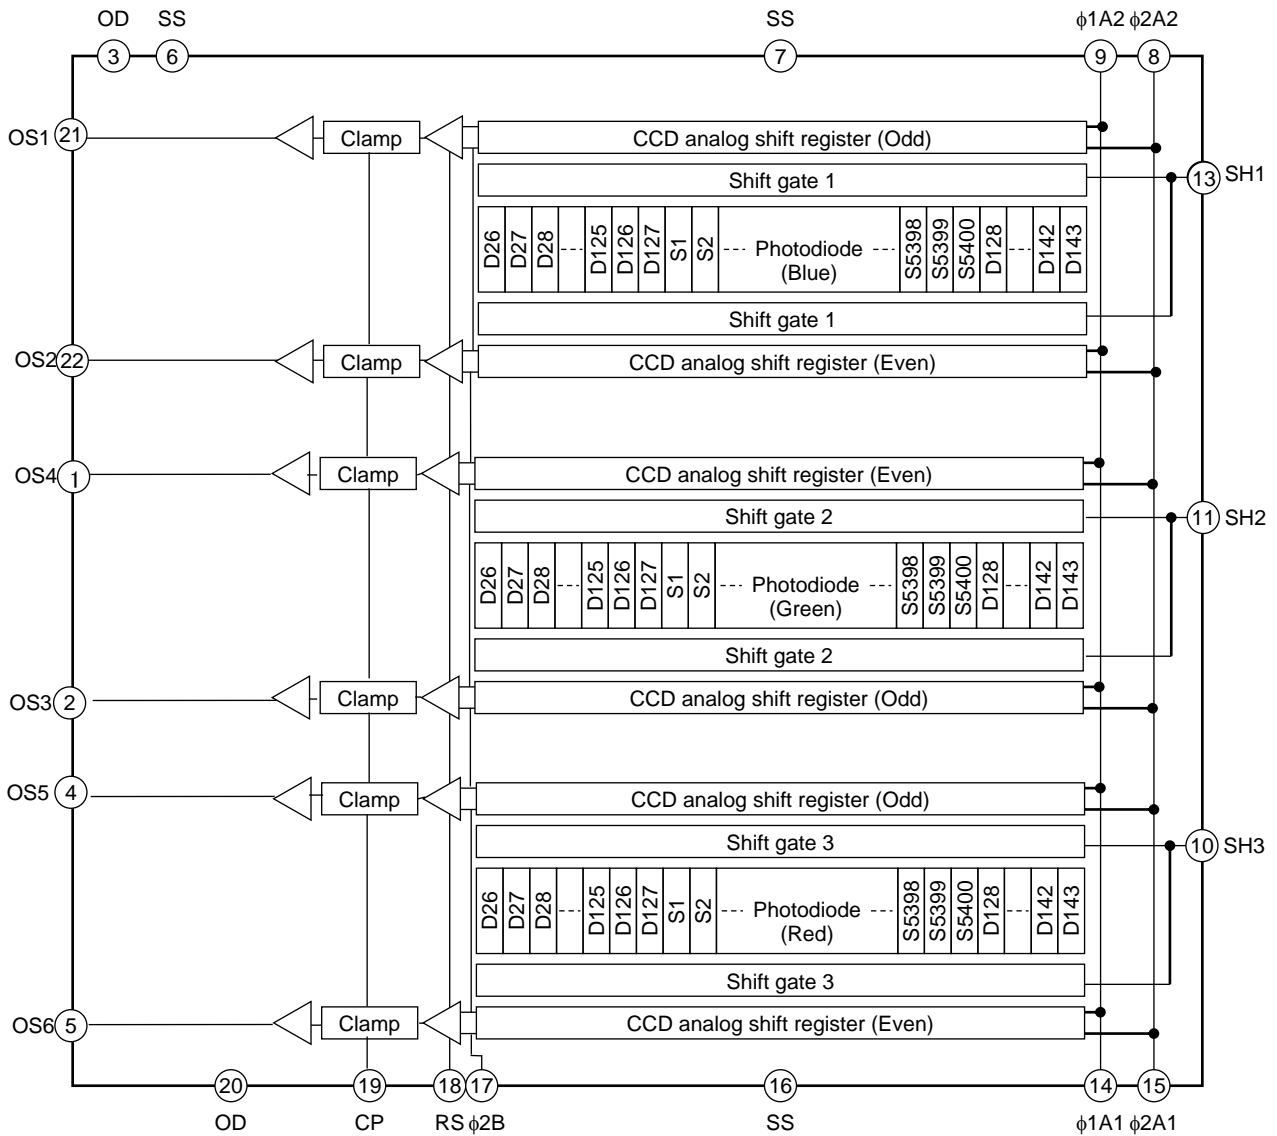 OD SS SS ϕ1A2 ϕ2A2
3 6 7 9 8
OS1 21 Clamp CCD analog shift register (Odd)
Shift gate 1 13 SH1
D26 D27 D28 ---- D125 D126 D127 S1 S2 --- Photodiode --- S5398 S5399 S5400 D128 ---- D142 D143
(Blue)
Shift gate 1
OS2 22 Clamp CCD analog shift register (Even)
OS4 1 Clamp CCD analog shift register (Even)
Shift gate 2 11 SH2
D26 D27 D28 ---- D125 D126 D127 S1 S2 --- Photodiode --- S5398 S5399 S5400 D128 ---- D142 D143
(Green)
Shift gate 2
OS3 2 Clamp CCD analog shift register (Odd)
OS5 4 Clamp CCD analog shift register (Odd)
Shift gate 3 10 SH3
D26 D27 D28 ---- D125 D126 D127 S1 S2 --- Photodiode --- S5398 S5399 S5400 D128 ---- D142 D143
(Red)
Shift gate 3
OS6 5 Clamp CCD analog shift register (Even)
20 19 18 17 16 14 15
OD CP RS ϕ2B SS ϕ1A1 ϕ2A1